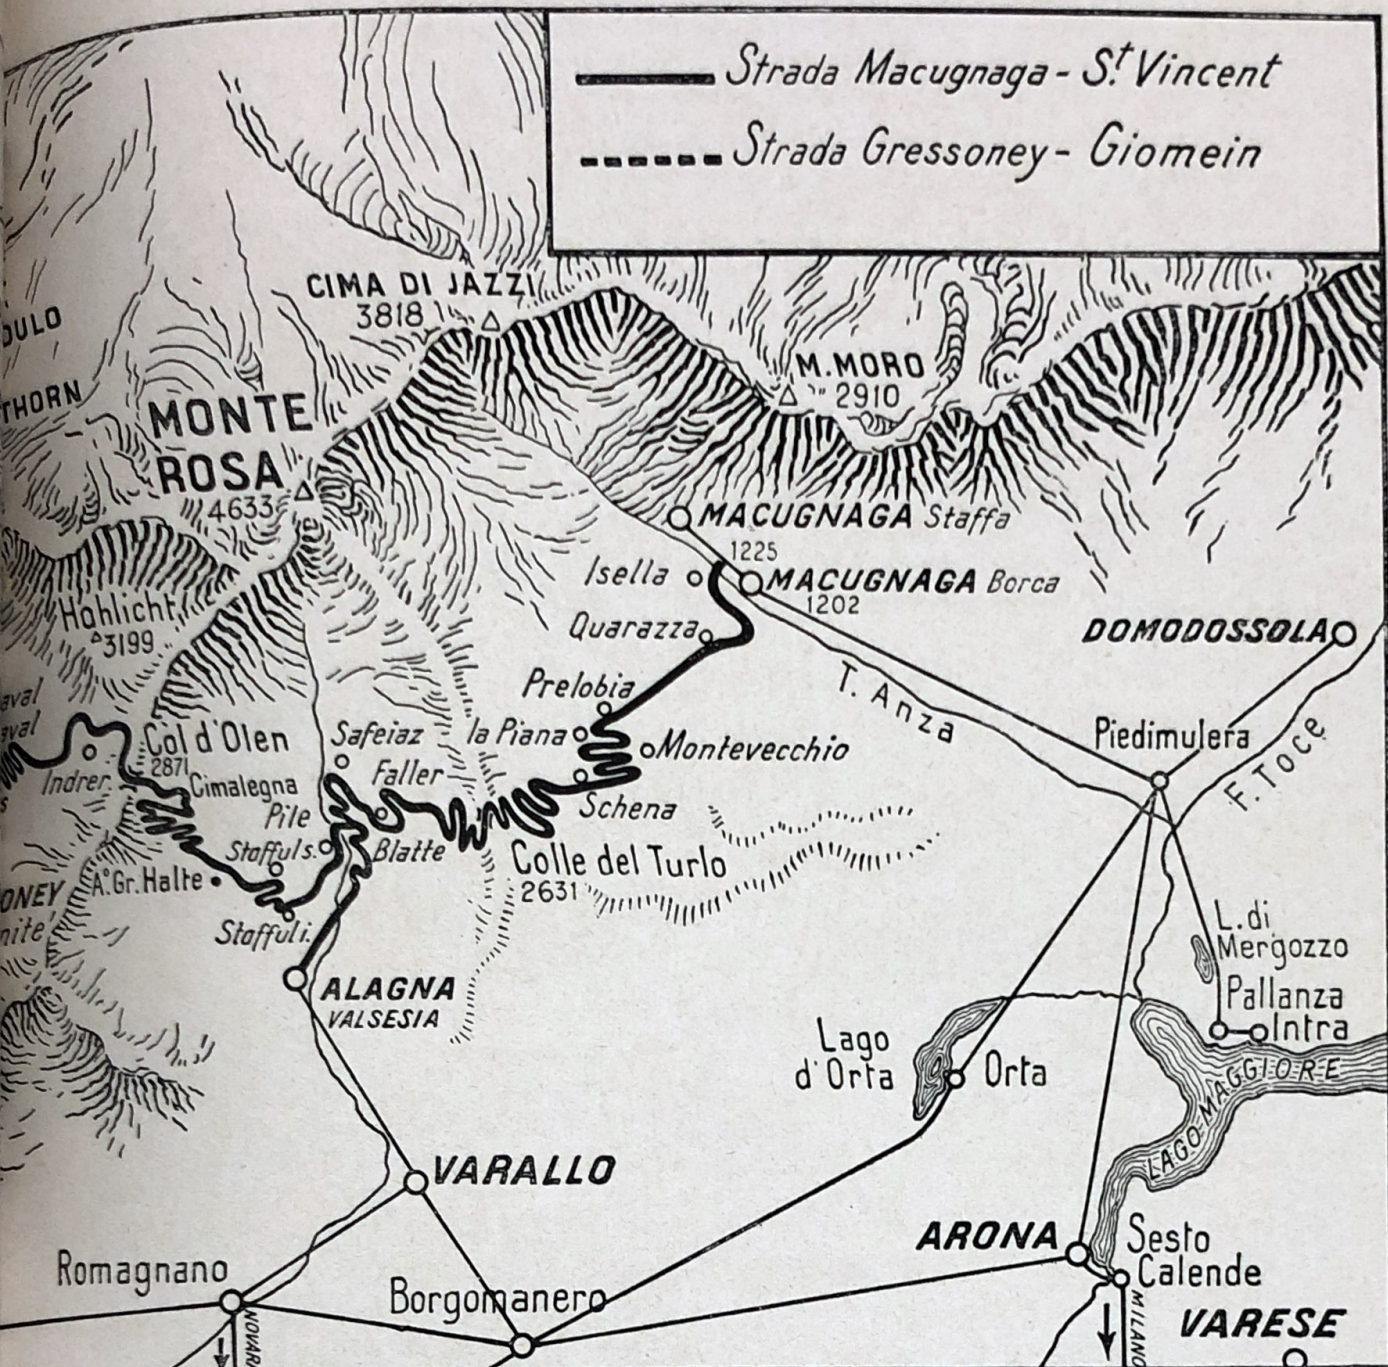 Strada Macugnaga - St. Vincent
Strada Gressoney - Giomein
CIMA DI JAZZI
3818
M. MORO
2910
MONTE
ROSA
4633
THORN
MACUGNAGA Staffa
1225
Isella
MACUGNAGA Borca
1202
Quarazza
DOMODOSSOLA
Hohlicht
3199
Prelobia
T. Anza
Piedimulera
F. Toce
Col d'Olen
2871
Safeiaz
la Piana
Montevecchio
Indrer.
Cimalegna
Faller
Pile
Schena
Stoffuls.
Blatte
Colle del Turlo
2631
A° Gr. Halte
Stoffuli.
ALAGNA
VALSESIA
L. di
Mergozzo
Pallanza
Intra
Lago
d'Orta
Orta
LAGO MAGGIORE
VARALLO
ARONA
Sesto
Calende
Romagnano
Borgomanero
VARESE
MILANO
NOVAR